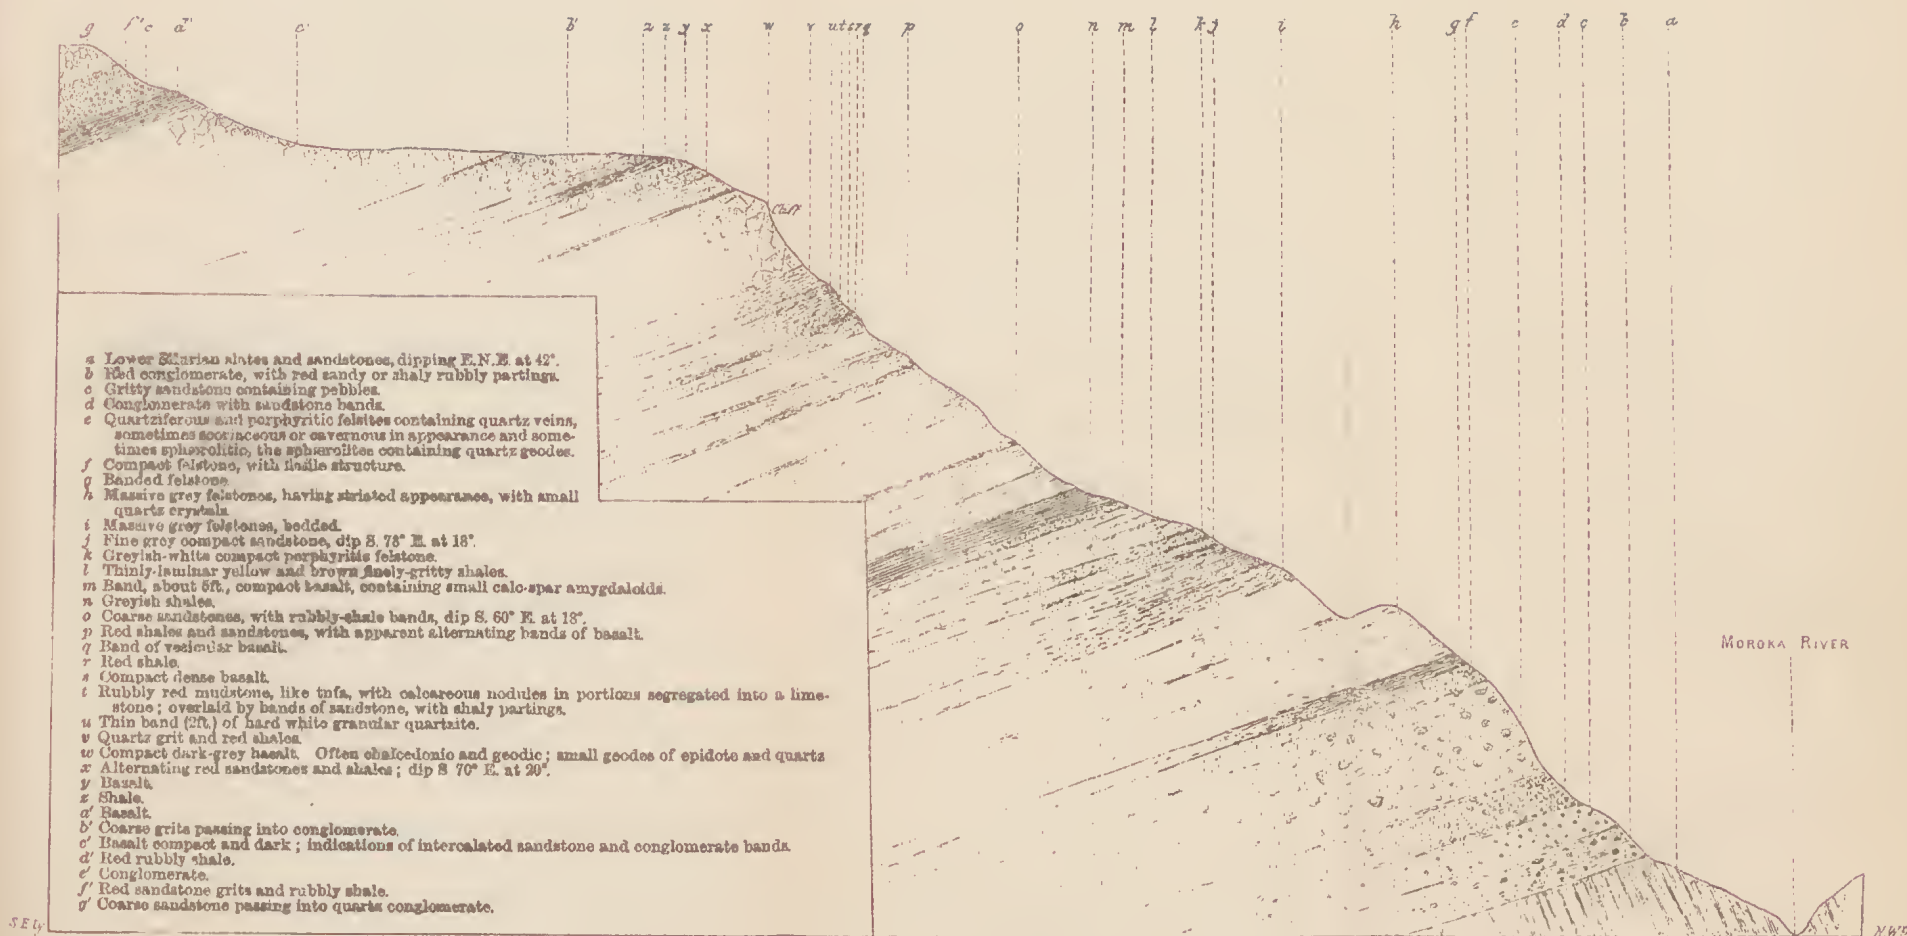 g f' c a' c' b' z z y x w v u t s r q p o n m l k j i h g f e d c b a
Cliff
MOROKA RIVER
a Lower Silurian slates and sandstones, dipping E.N.E. at 42°.
b Red conglomerate, with red sandy or shaly rubbly partings.
c Gritty sandstone containing pebbles.
d Conglomerate with sandstone bands.
e Quartziferous and porphyritic felsites containing quartz veins,
sometimes scoriaceous or cavernous in appearance and some-
times sphærolitic, the sphærolites containing quartz geodes.
f Compact felstone, with fissile structure.
g Banded felstone
h Massive grey felstones, having striated appearance, with small
quartz crystals
i Massive grey felstones, bedded.
j Fine grey compact sandstone, dip S. 78° E. at 18°.
k Greyish-white compact porphyritic felstone.
l Thinly-laminar yellow and brown finely-gritty shales.
m Band, about 5ft., compact basalt, containing small calc-spar amygdaloids.
n Greyish shales.
o Coarse sandstones, with rubbly-shale bands, dip S. 60° E. at 18°.
p Red shales and sandstones, with apparent alternating bands of basalt.
q Band of vesicular basalt.
r Red shale.
s Compact dense basalt.
t Rubbly red mudstone, like tufa, with calcareous nodules in portions segregated into a lime-
stone; overlaid by bands of sandstone, with shaly partings.
u Thin band (2ft.) of hard white granular quartzite.
v Quartz grit and red shales
w Compact dark-grey basalt. Often chalcedonic and geodic; small geodes of epidote and quartz
x Alternating red sandstones and shales; dip S 70° E. at 20°.
y Basalt
z Shale.
a' Basalt.
b' Coarse grits passing into conglomerate.
c' Basalt compact and dark; indications of intercalated sandstone and conglomerate bands
d' Red rubbly shale.
e' Conglomerate.
f' Red sandstone grits and rubbly shale.
g' Coarse sandstone passing into quartz conglomerate.
S E ly